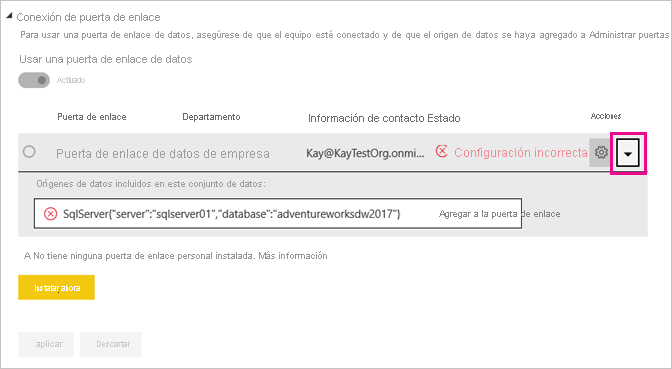 Conexión de puerta de enlace
Para usar una puerta de enlace de datos, asegúrese de que el equipo esté conectado y de que el origen de datos se haya agregado a Administrar puertas
Usar una puerta de enlace de datos
Activado
Puerta de enlace Departamento Información de contacto Estado Acciones
Puerta de enlace de datos de empresa Kay@KayTestOrg.onmi... Configuración incorrecta
Orígenes de datos incluidos en este conjunto de datos:
SqlServer{"server":"sqlserver01","database":"adventureworksdw2017"} Agregar a la puerta de enlace
A No tiene ninguna puerta de enlace personal instalada. Más información
Instalar ahora
aplicar Descartar